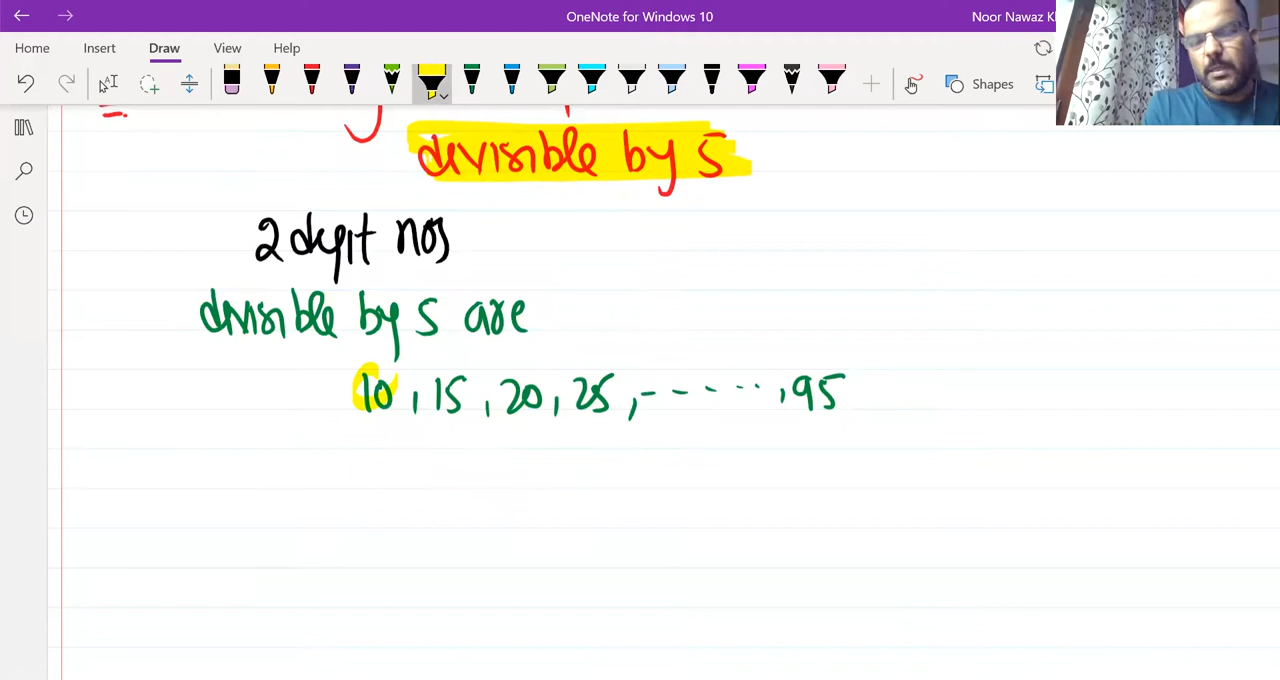 OneNote for Windows 10
Noor Nawaz Kh
Home Insert Draw View Help
Shapes
divisible by 5
2 digit nos
divisible by 5 are
10, 15, 20, 25, - - - - - -, 95